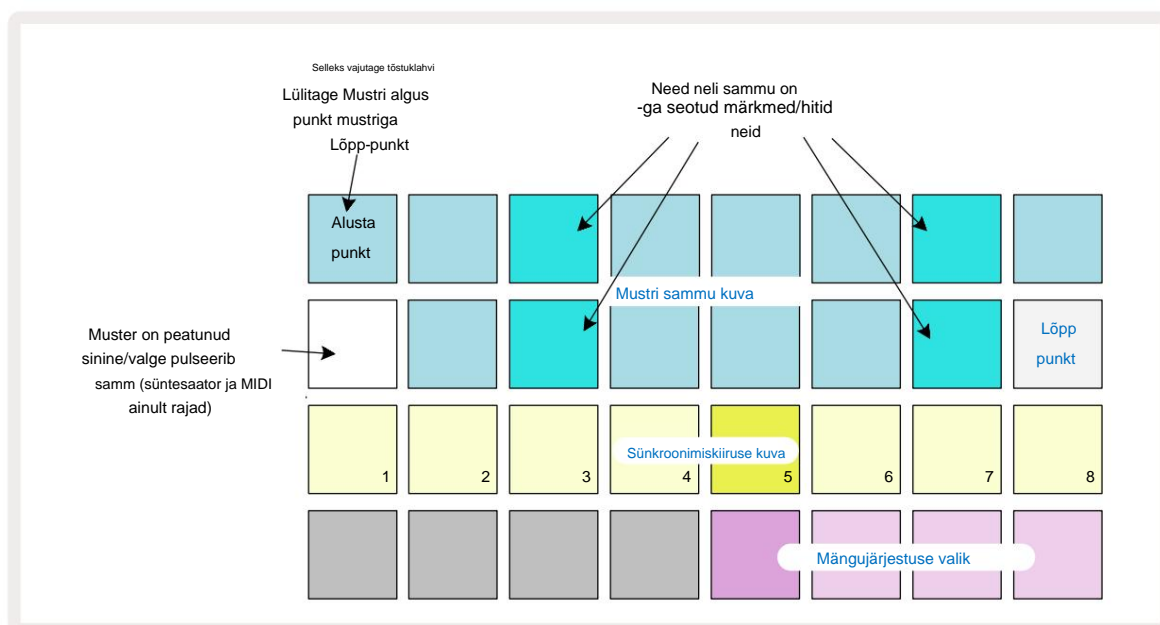 Selleks vajutage tõstuklahvi
Lülitage Mustri algus
punkt mustriga
Lõpp-punkt
Need neli sammu on
-ga seotud märkmed/hitid
neid
Alusta
punkt
Mustri sammu kuva
Muster on peatunud
sinine/valge pulseerib
samm (süntesaator ja MIDI
ainult rajad)
Lõpp
punkt
Sünkroonimiskiiruse kuva
1 2 3 4 5 6 7 8
Mängujärjestuse valik